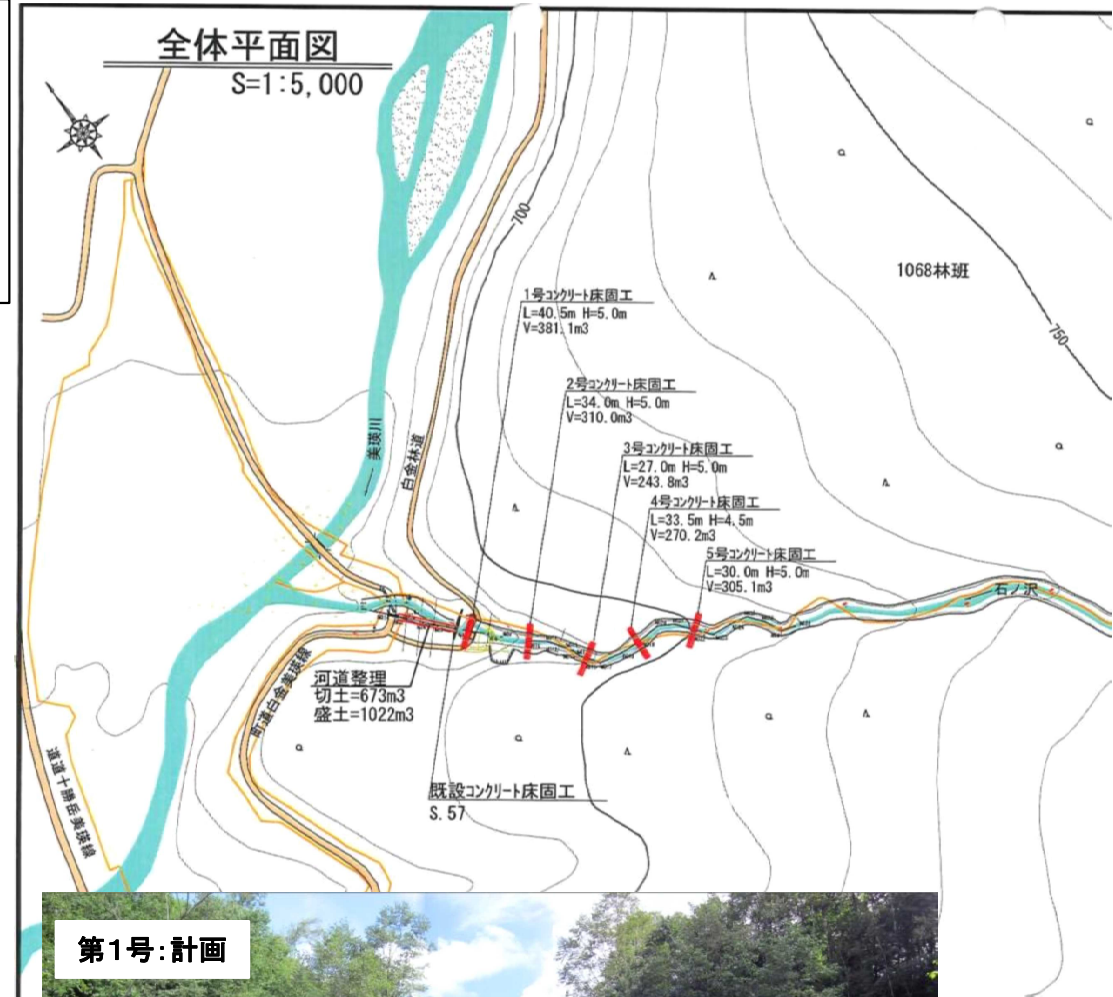 全体平面図
S=1:5,000
700
1068林班
750
1号コンクリート床固工
L=40.5m H=5.0m
V=381.1m3
2号コンクリート床固工
L=34.0m H=5.0m
V=310.0m3
3号コンクリート床固工
L=27.0m H=5.0m
V=243.8m3
4号コンクリート床固工
L=33.5m H=4.5m
V=270.2m3
5号コンクリート床固工
L=30.0m H=5.0m
V=305.1m3
美瑛川
白金林道
石ノ沢
河道整理
切土=673m3
盛土=1022m3
町道白金美瑛線
道道十勝岳美瑛線
既設コンクリート床固工
S.57
第1号:計画